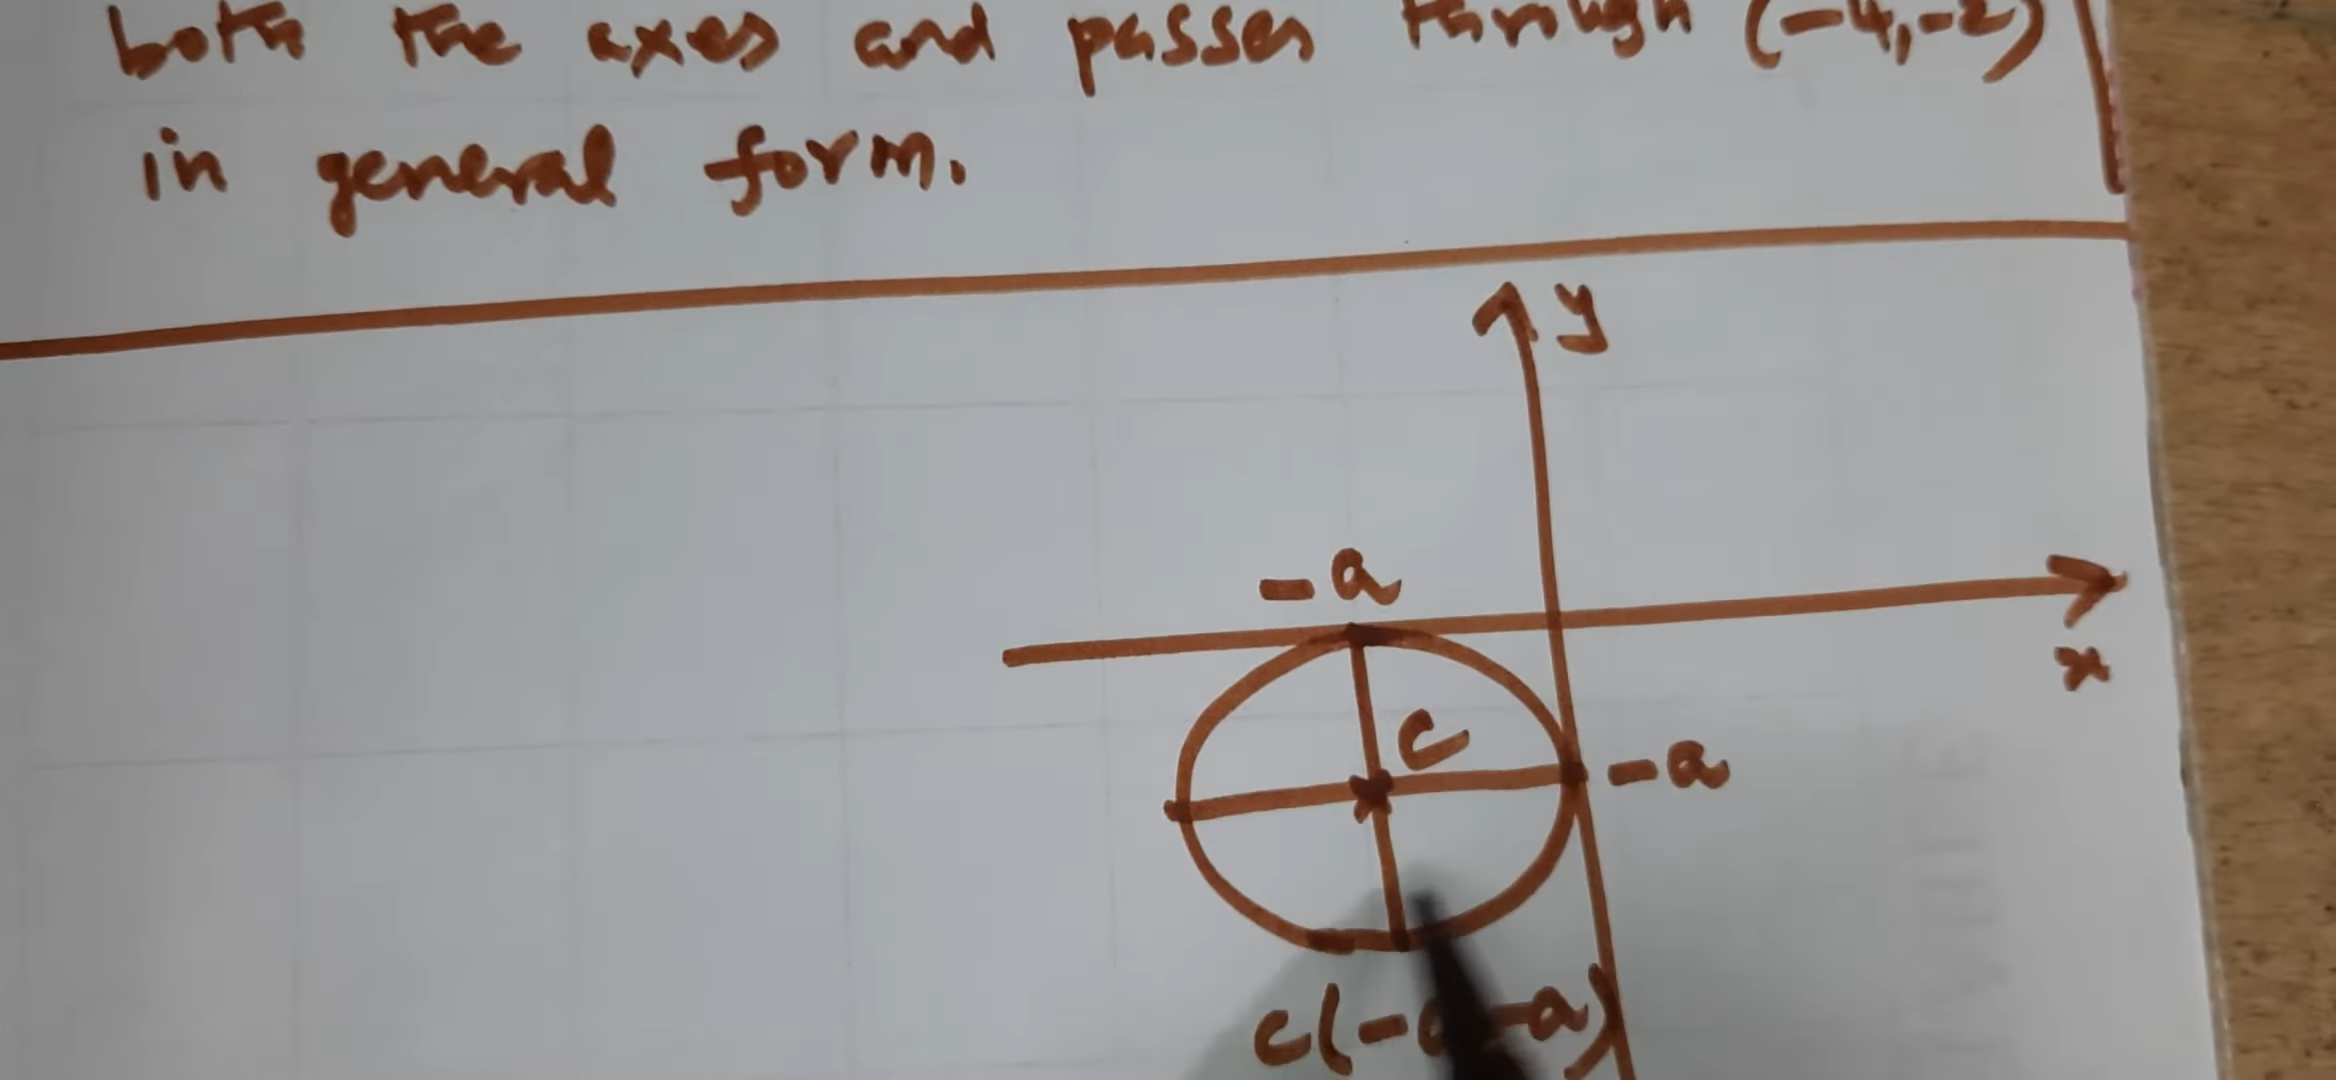 both the axes and passes through (-4,-2)
in general form.
y
-a
x
C
-a
c(- -a)